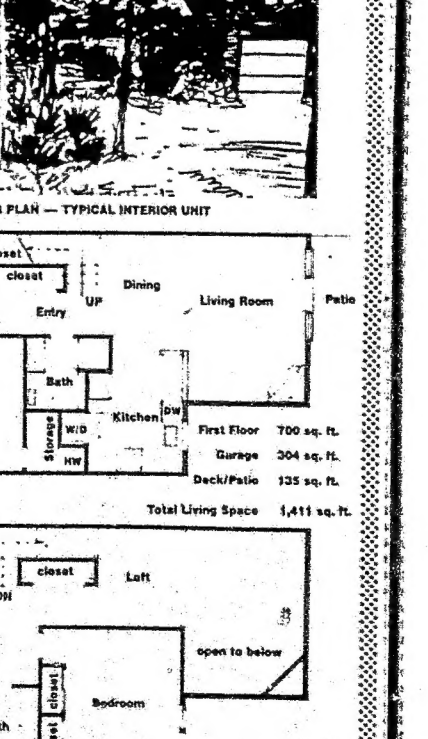 PLAN — TYPICAL INTERIOR UNIT
closet
Dining
UP
Living Room
Patio
Entry
Bath
Kitchen
DW
Storage
W/D
HW
First Floor 700 sq. ft.
Garage 304 sq. ft.
Deck/Patio 135 sq. ft.
Total Living Space 1,411 sq. ft.
closet
Loft
open to below
closet
Bedroom